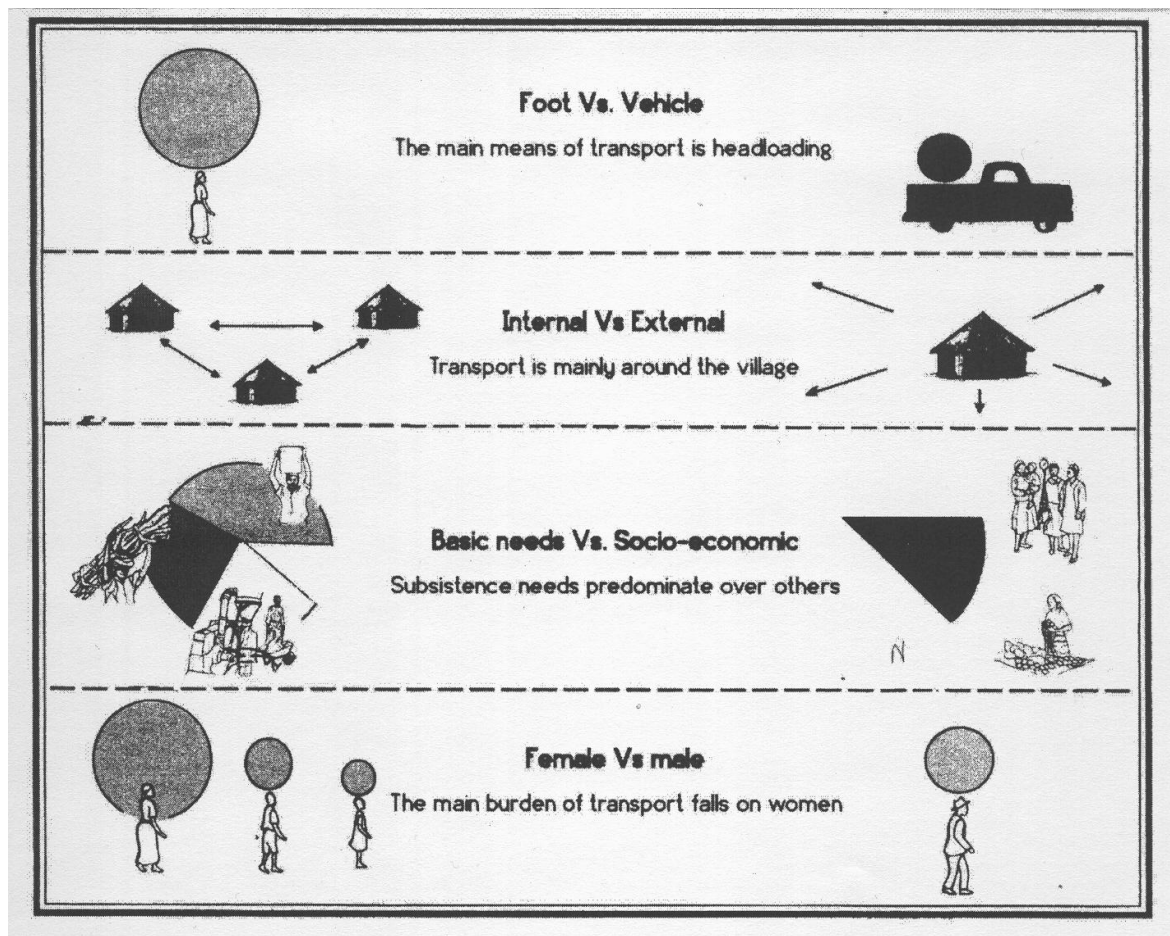 Foot Vs. Vehicle
The main means of transport is headloading
Internal Vs External
Transport is mainly around the village
Basic needs Vs. Socio-economic
Subsistence needs predominate over others
Female Vs male
The main burden of transport falls on women